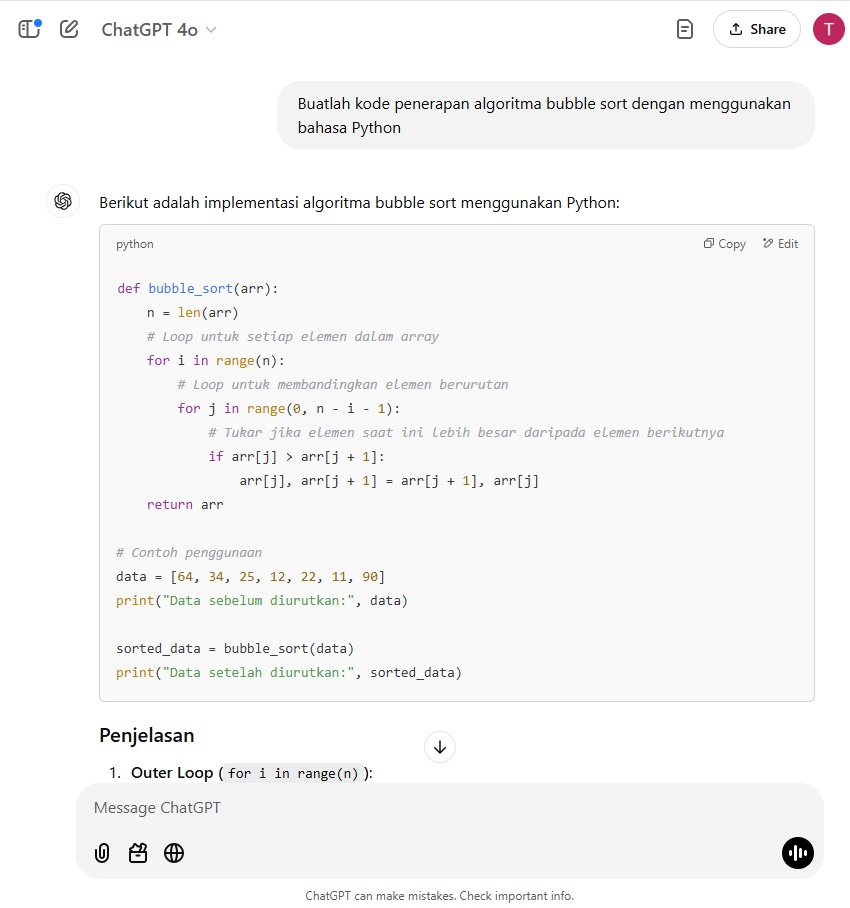 ChatGPT 4o
Share
T
Buatlah kode penerapan algoritma bubble sort dengan menggunakan
bahasa Python
Berikut adalah implementasi algoritma bubble sort menggunakan Python:
python
Copy
Edit
def bubble_sort(arr):
    n = len(arr)
    # Loop untuk setiap elemen dalam array
    for i in range(n):
        # Loop untuk membandingkan elemen berurutan
        for j in range(0, n - i - 1):
            # Tukar jika elemen saat ini lebih besar daripada elemen berikutnya
            if arr[j] > arr[j + 1]:
                arr[j], arr[j + 1] = arr[j + 1], arr[j]
    return arr
# Contoh penggunaan
data = [64, 34, 25, 12, 22, 11, 90]
print("Data sebelum diurutkan:", data)
sorted_data = bubble_sort(data)
print("Data setelah diurutkan:", sorted_data)
Penjelasan
1. Outer Loop ( for i in range(n) ):
Message ChatGPT
ChatGPT can make mistakes. Check important info.